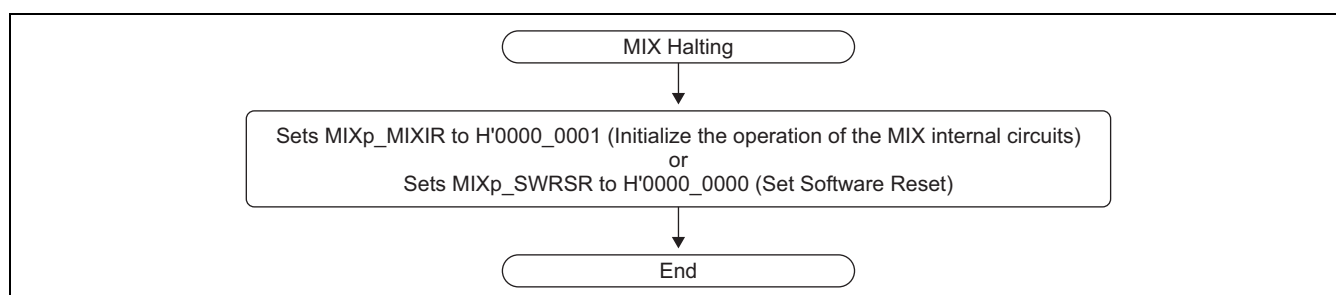 MIX Halting
Sets MIXp_MIXIR to H'0000_0001 (Initialize the operation of the MIX internal circuits)
or
Sets MIXp_SWRSR to H'0000_0000 (Set Software Reset)
End